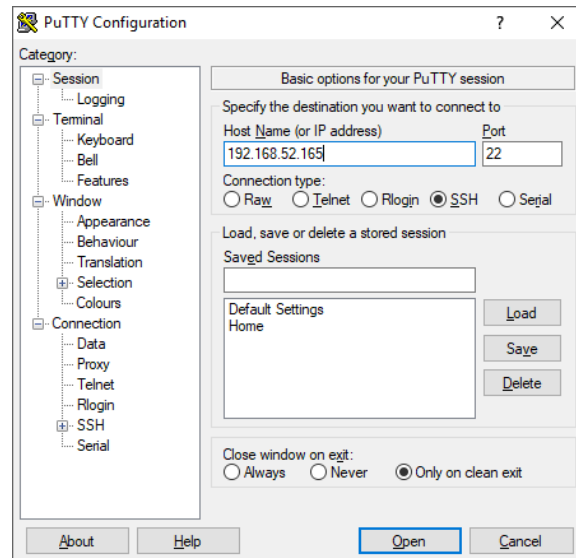 PuTTY Configuration
? ×
Category:
Session
Logging
Terminal
Keyboard
Bell
Features
Window
Appearance
Behaviour
Translation
Selection
Colours
Connection
Data
Proxy
Telnet
Rlogin
SSH
Serial
Basic options for your PuTTY session
Specify the destination you want to connect to
Host Name (or IP address) Port
192.168.52.165 22
Connection type:
Raw Telnet Rlogin SSH Serial
Load, save or delete a stored session
Saved Sessions
Default Settings
Home
Load
Save
Delete
Close window on exit:
Always Never Only on clean exit
About Help Open Cancel